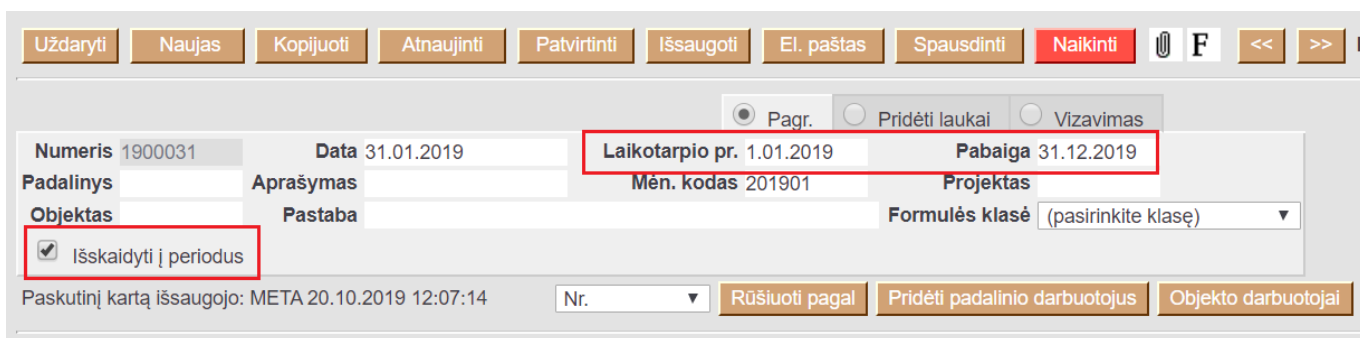 Uždaryti Naujas Kopijuoti Atnaujinti Patvirtinti Išsaugoti El. paštas Spausdinti Naikinti F << >>
Pagr. Pridėti laukai Vizavimas
Numeris 1900031 Data 31.01.2019 Laikotarpio pr. 1.01.2019 Pabaiga 31.12.2019
Padalinys Aprašymas Mėn. kodas 201901 Projektas
Objektas Pastaba Formulės klasė (pasirinkite klasę)
Išskaidyti į periodus
Paskutinį kartą išsaugojo: META 20.10.2019 12:07:14 Nr. Rūšiuoti pagal Pridėti padalinio darbuotojus Objekto darbuotojai